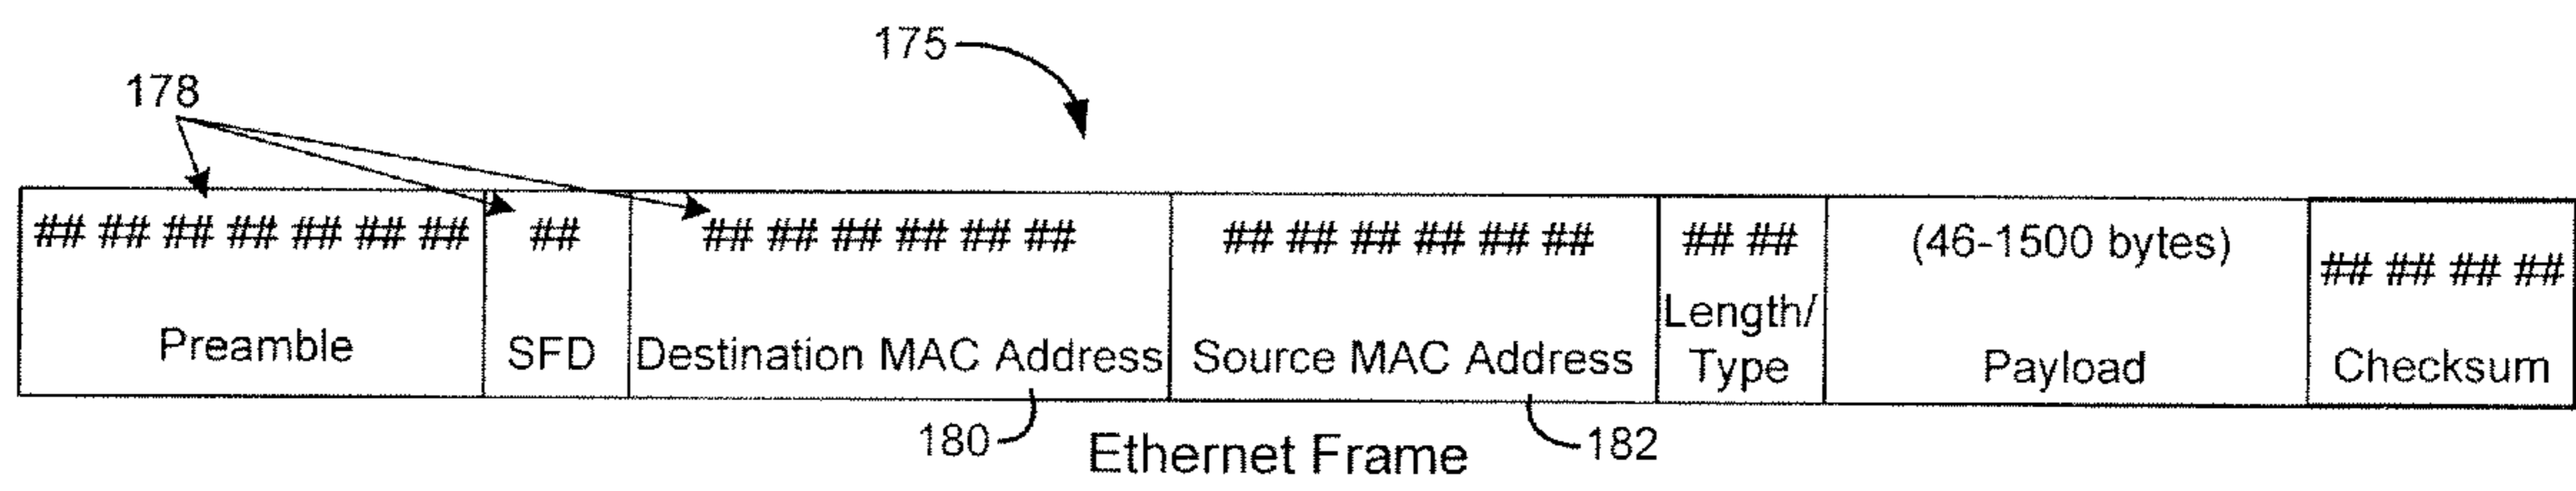 175
178
## ## ## ## ## ## ##
##
## ## ## ## ## ##
## ## ## ## ## ##
## ##
(46-1500 bytes)
## ## ## ##
Preamble
SFD
Destination MAC Address
Source MAC Address
Length/
Type
Payload
Checksum
180
Ethernet Frame
182